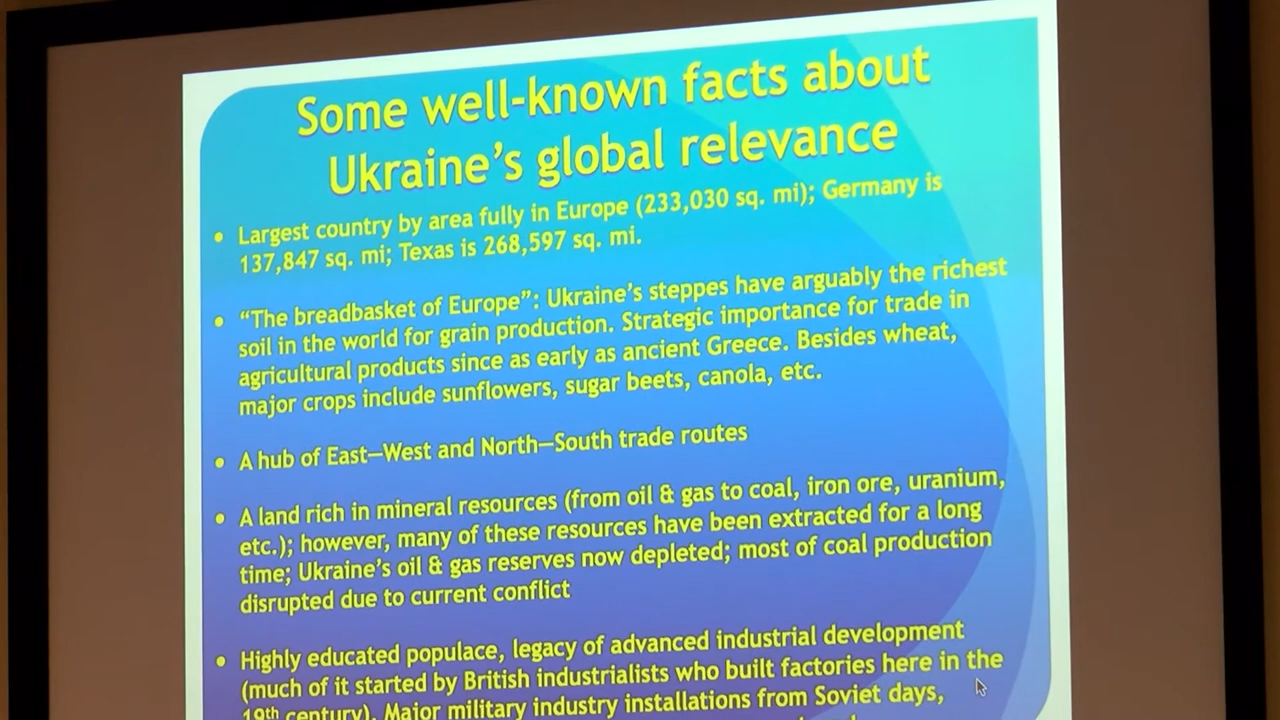 Some well-known facts about
Ukraine's global relevance
• Largest country by area fully in Europe (233,030 sq. mi); Germany is
137,847 sq. mi; Texas is 268,597 sq. mi.
• “The breadbasket of Europe”: Ukraine's steppes have arguably the richest
soil in the world for grain production. Strategic importance for trade in
agricultural products since as early as ancient Greece. Besides wheat,
major crops include sunflowers, sugar beets, canola, etc.
• A hub of East—West and North—South trade routes
• A land rich in mineral resources (from oil & gas to coal, iron ore, uranium,
etc.); however, many of these resources have been extracted for a long
time; Ukraine's oil & gas reserves now depleted; most of coal production
disrupted due to current conflict
• Highly educated populace, legacy of advanced industrial development
(much of it started by British industrialists who built factories here in the
19th century). Major military industry installations from Soviet days,